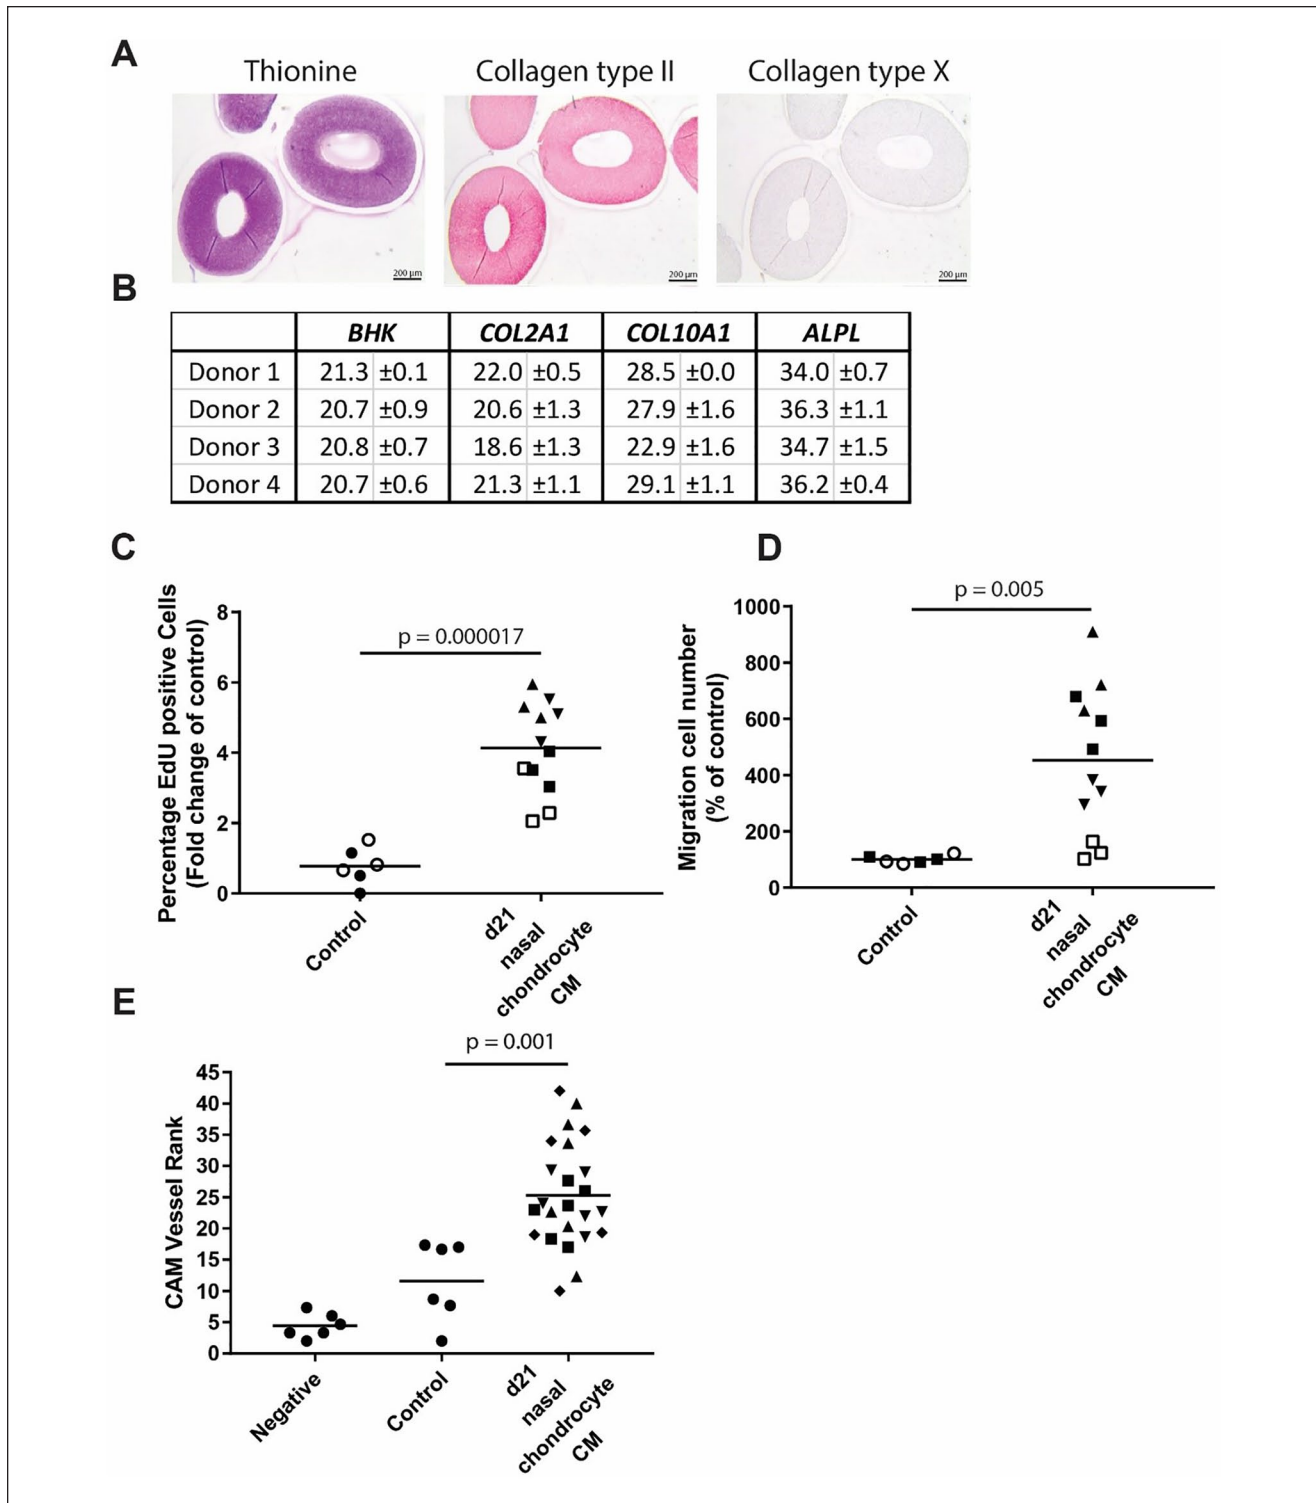 A
Thionine
Collagen type II
Collagen type X
200 µm
200 µm
200 µm
B
BHK COL2A1 COL10A1 ALPL
Donor 1 21.3 ±0.1 22.0 ±0.5 28.5 ±0.0 34.0 ±0.7
Donor 2 20.7 ±0.9 20.6 ±1.3 27.9 ±1.6 36.3 ±1.1
Donor 3 20.8 ±0.7 18.6 ±1.3 22.9 ±1.6 34.7 ±1.5
Donor 4 20.7 ±0.6 21.3 ±1.1 29.1 ±1.1 36.2 ±0.4
C
Percentage EdU positive Cells
(Fold change of control)
8
6
4
2
0
p = 0.000017
Control
d21
nasal
chondrocyte
CM
D
Migration cell number
(% of control)
1000
800
600
400
200
0
p = 0.005
Control
d21
nasal
chondrocyte
CM
E
CAM Vessel Rank
45
40
35
30
25
20
15
10
5
0
p = 0.001
Negative
Control
d21
nasal
chondrocyte
CM